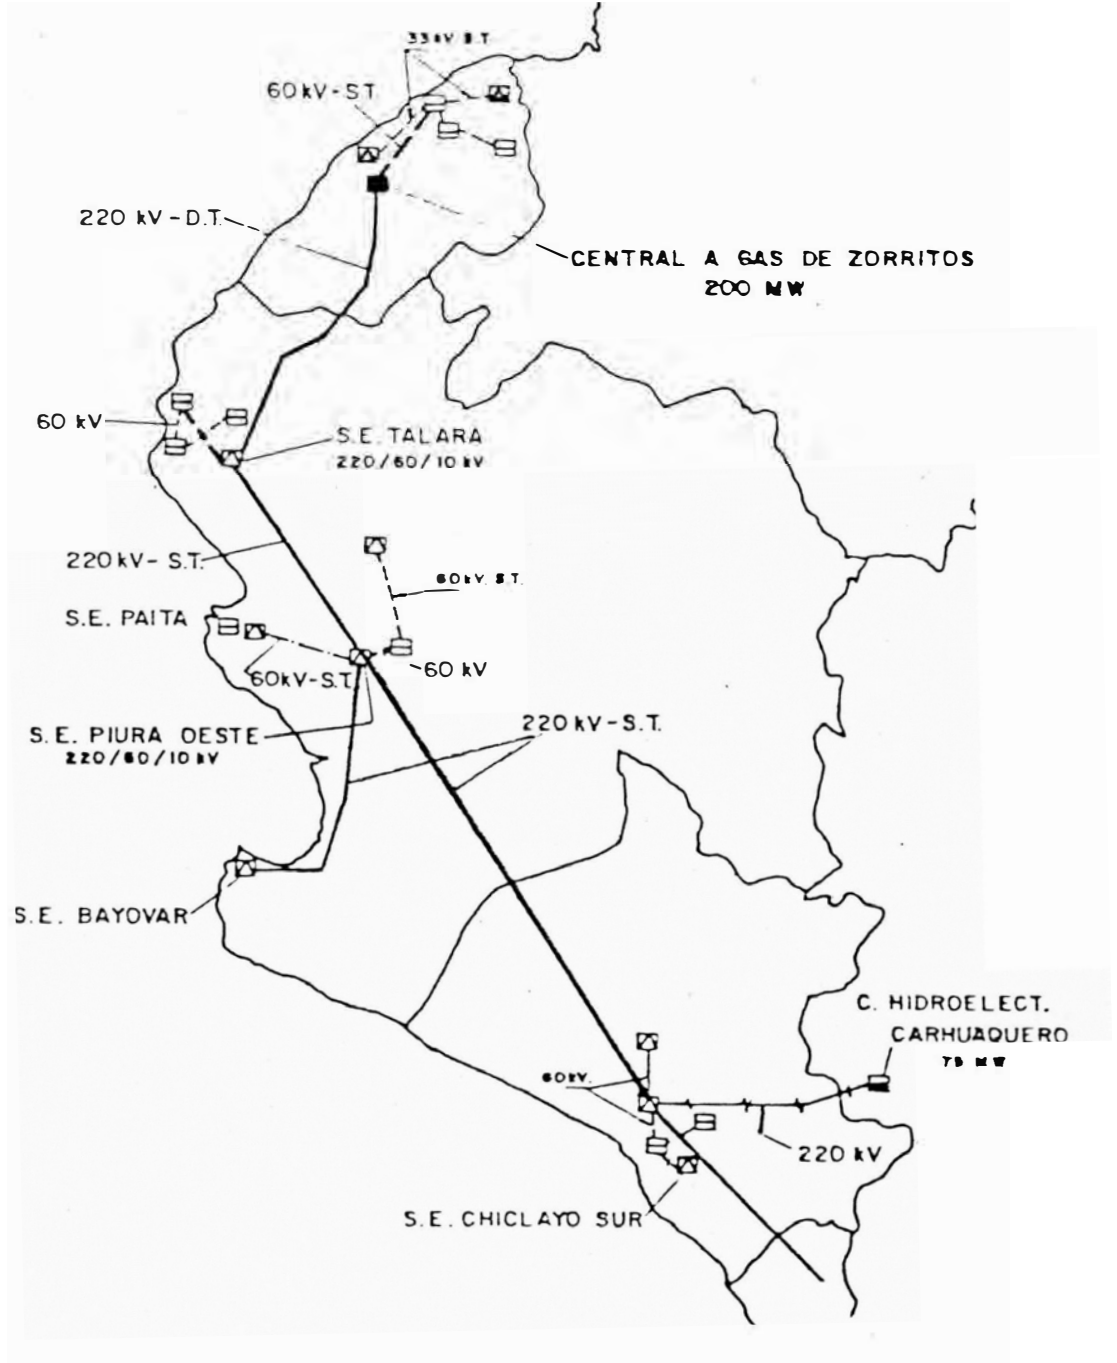 33 kV S.T.
60 kV-S.T.
220 kV-D.T.
CENTRAL A GAS DE ZORRITOS
200 MW
60 kV
S.E. TALARA
220/60/10 kV
220 kV-S.T.
60 kV. S.T.
S.E. PAITA
60 kV
60 kV-S.T.
S.E. PIURA OESTE
220/60/10 kV
220 kV-S.T.
S.E. BAYOVAR
C. HIDROELECT.
CARHUAQUERO
75 MW
60 kV.
220 kV
S.E. CHICLAYO SUR